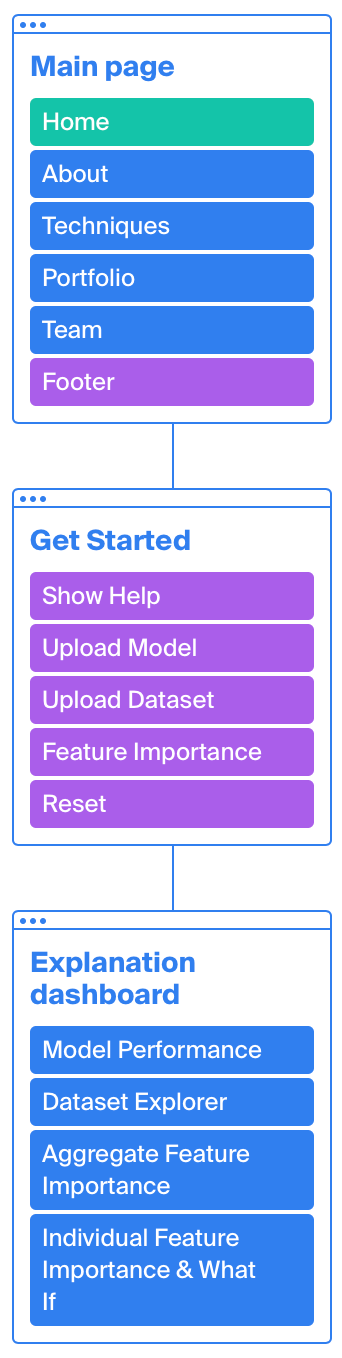 Main page
Home
About
Techniques
Portfolio
Team
Footer
Get Started
Show Help
Upload Model
Upload Dataset
Feature Importance
Reset
Explanation
dashboard
Model Performance
Dataset Explorer
Aggregate Feature
Importance
Individual Feature
Importance & What
If